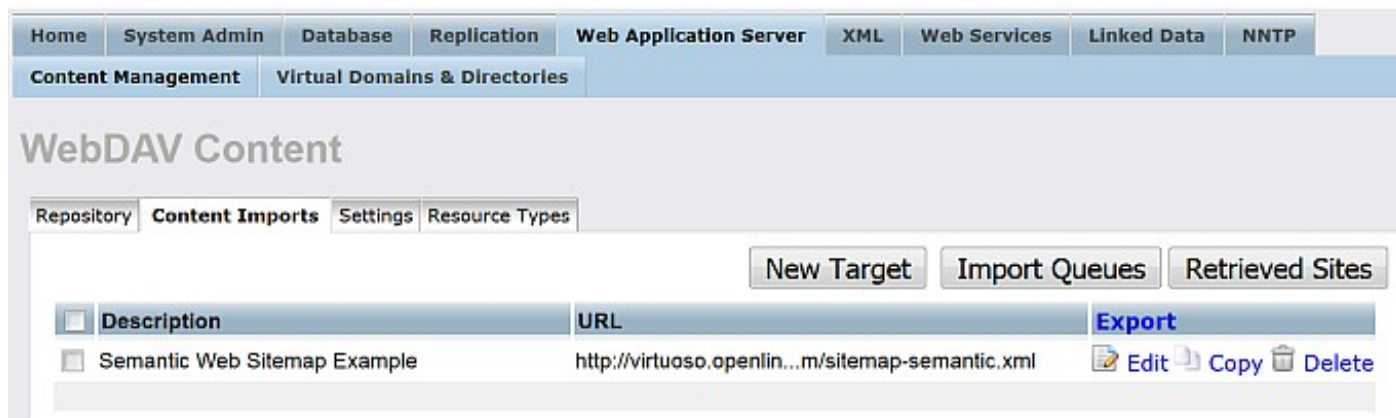 Home System Admin Database Replication Web Application Server XML Web Services Linked Data NNTP
Content Management Virtual Domains & Directories
WebDAV Content
Repository Content Imports Settings Resource Types
New Target Import Queues Retrieved Sites
Description URL Export
Semantic Web Sitemap Example http://virtuoso.openlin...m/sitemap-semantic.xml Edit Copy Delete